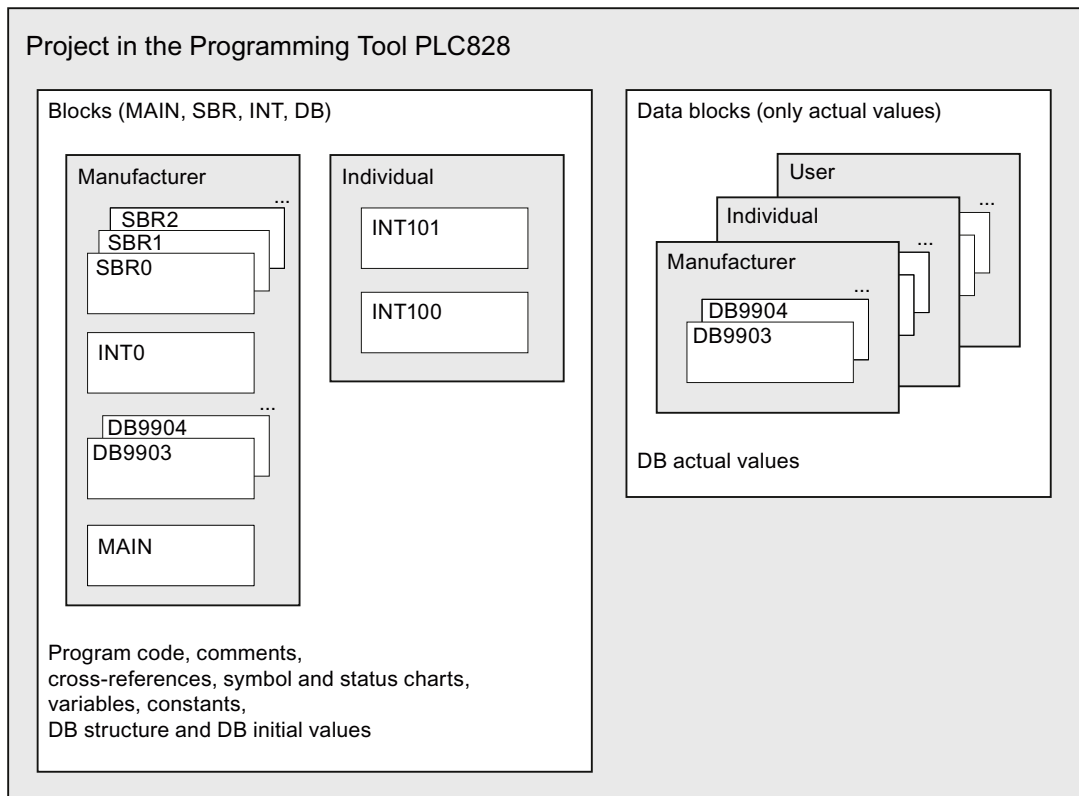 Project in the Programming Tool PLC828
Blocks (MAIN, SBR, INT, DB)
Manufacturer
...
SBR2
SBR1
SBR0
INT0
...
DB9904
DB9903
MAIN
Individual
INT101
INT100
Program code, comments,
cross-references, symbol and status charts,
variables, constants,
DB structure and DB initial values
Data blocks (only actual values)
User
...
Individual
...
Manufacturer
...
DB9904
DB9903
DB actual values